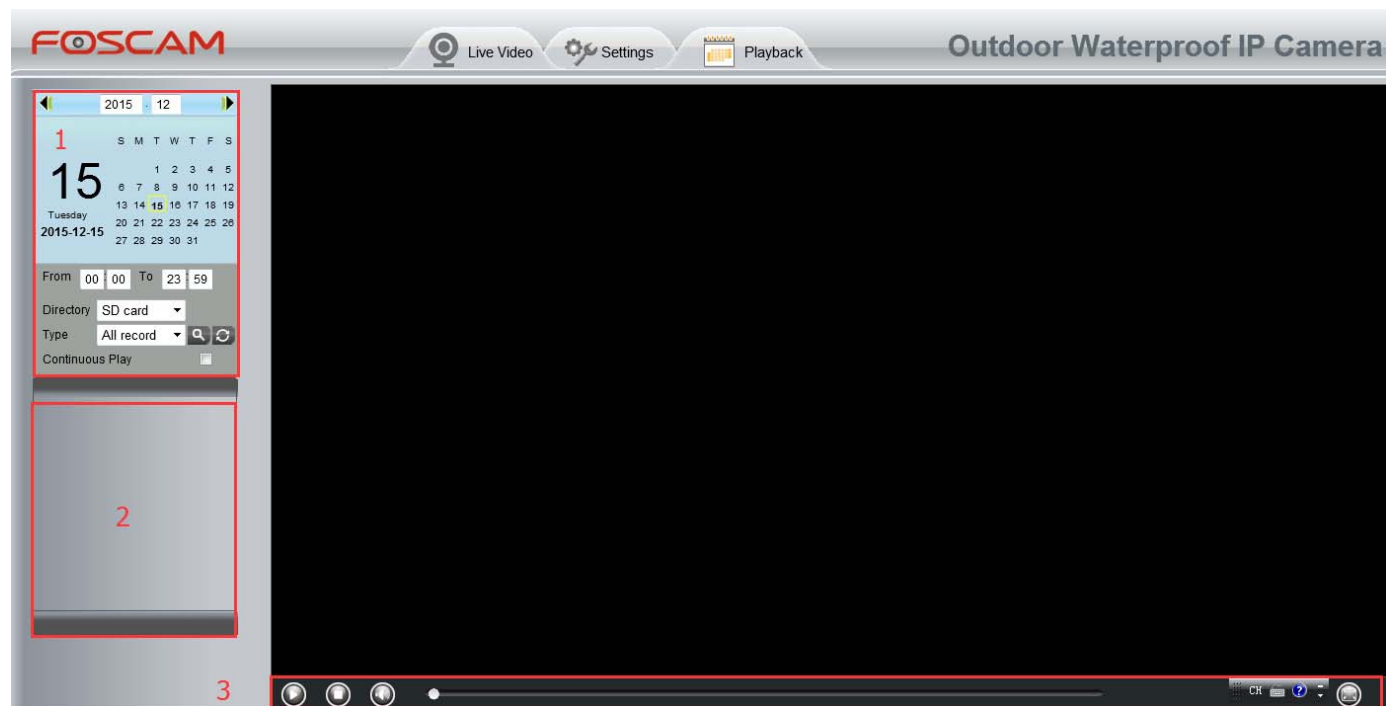 FOSCAM
Live Video
Settings
Playback
Outdoor Waterproof IP Camera
2015 . 12
1
S M T W T F S
15
1 2 3 4 5
6 7 8 9 10 11 12
13 14 15 16 17 18 19
20 21 22 23 24 25 26
27 28 29 30 31
Tuesday
2015-12-15
From 00 : 00 To 23 : 59
Directory SD card
Type All record
Continuous Play
2
3
CH ?